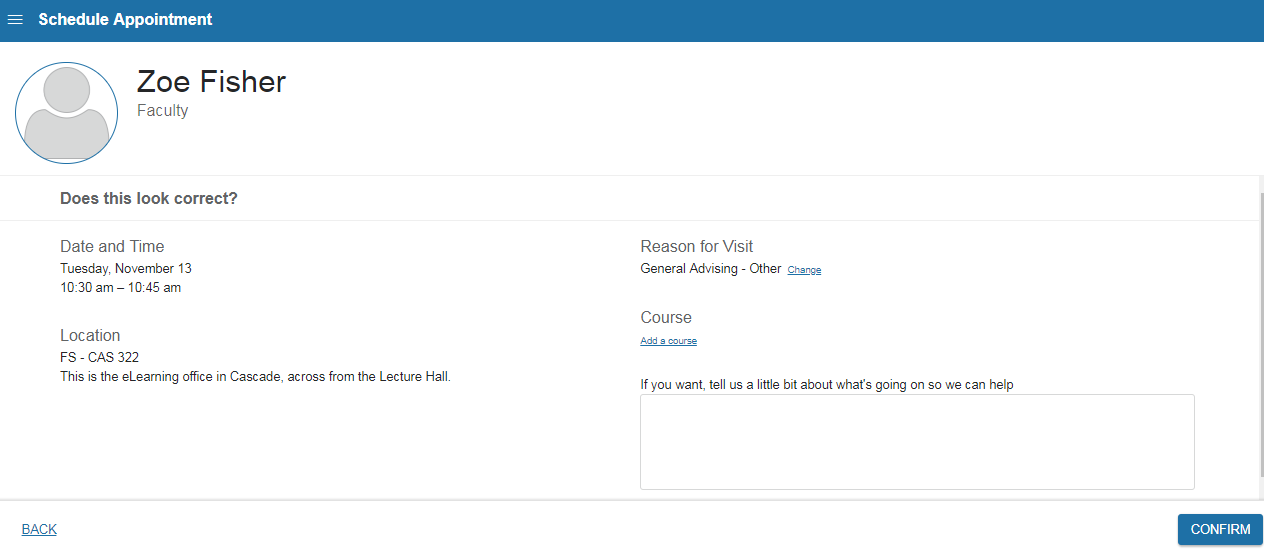 Schedule Appointment
Zoe Fisher
Faculty
Does this look correct?
Date and Time
Tuesday, November 13
10:30 am – 10:45 am
Location
FS - CAS 322
This is the eLearning office in Cascade, across from the Lecture Hall.
Reason for Visit
General Advising - Other Change
Course
Add a course
If you want, tell us a little bit about what's going on so we can help
BACK
CONFIRM